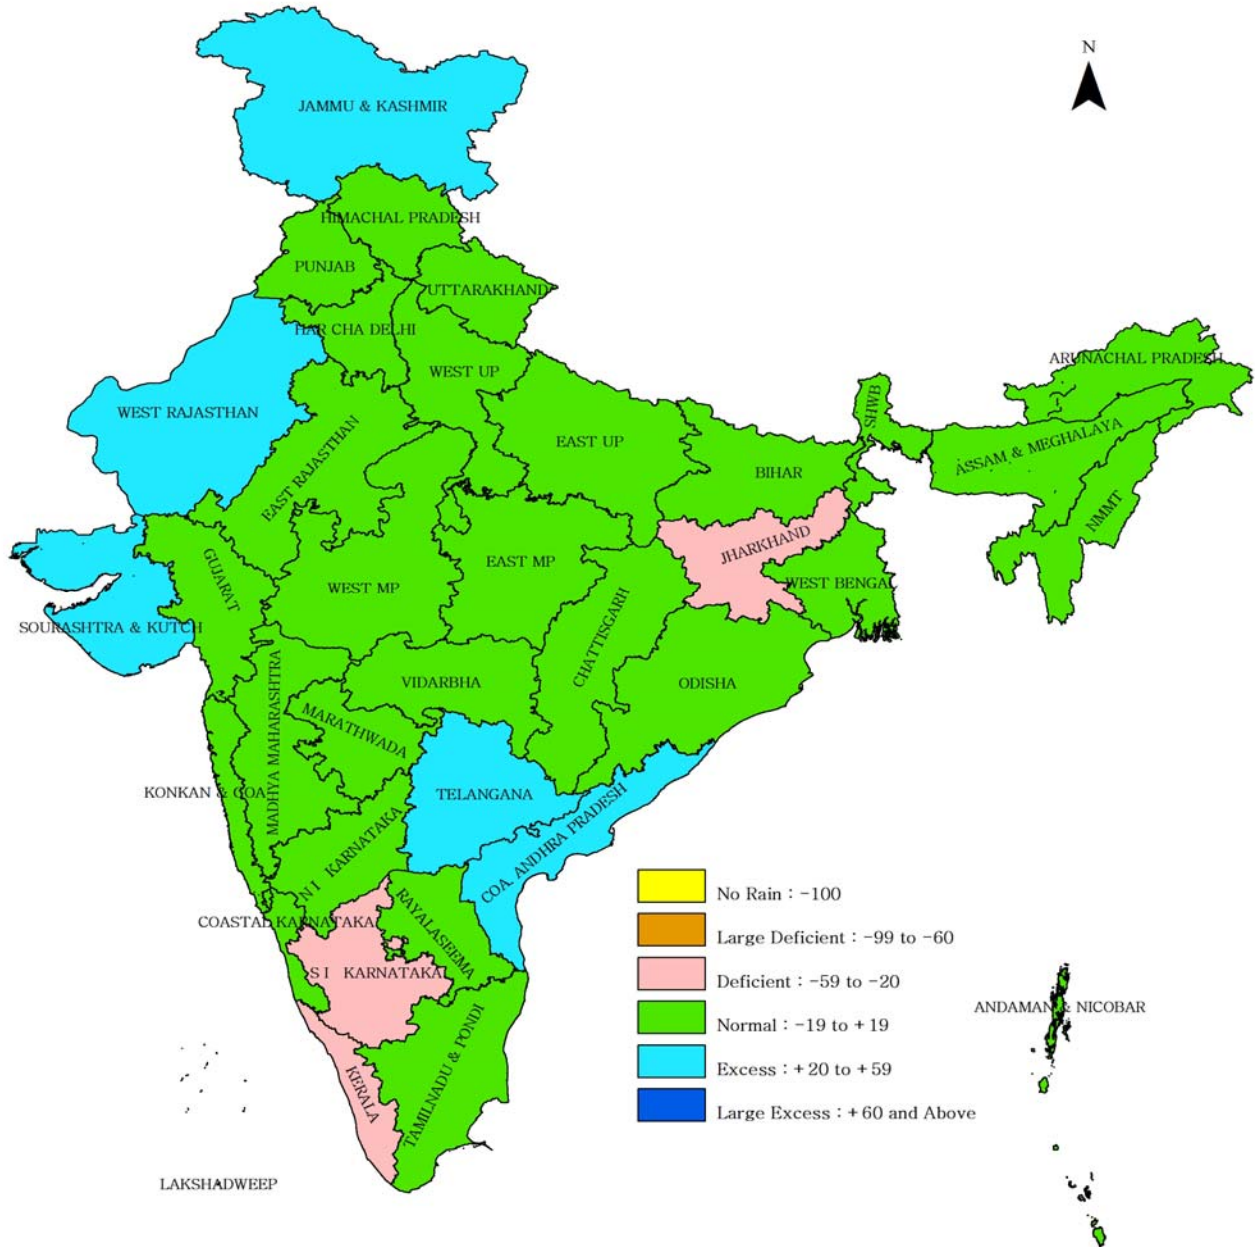 N
JAMMU & KASHMIR
HIMACHAL PRADESH
PUNJAB
UTTARAKHAND
HAR CHA DELHI
WEST UP
ARUNACHAL PRADESH
WEST RAJASTHAN
SHWB
EAST RAJASTHAN
EAST UP
ASSAM & MEGHALAYA
BIHAR
NMMT
JHARKHAND
GUJARAT
WEST MP
EAST MP
WEST BENGAL
SOURASHTRA & KUTCH
CHATTISGARH
VIDARBHA
ODISHA
MADHYA MAHARASHTRA
MARATHWADA
KONKAN & GOA
TELANGANA
COA. ANDHRA PRADESH
N I KARNATAKA
RAYALASEEMA
COASTAL KARNATAKA
S I KARNATAKA
No Rain : -100
Large Deficient : -99 to -60
Deficient : -59 to -20
Normal : -19 to +19
Excess : +20 to +59
Large Excess : +60 and Above
ANDAMAN & NICOBAR
KERALA
TAMILNADU & PONDI
LAKSHADWEEP